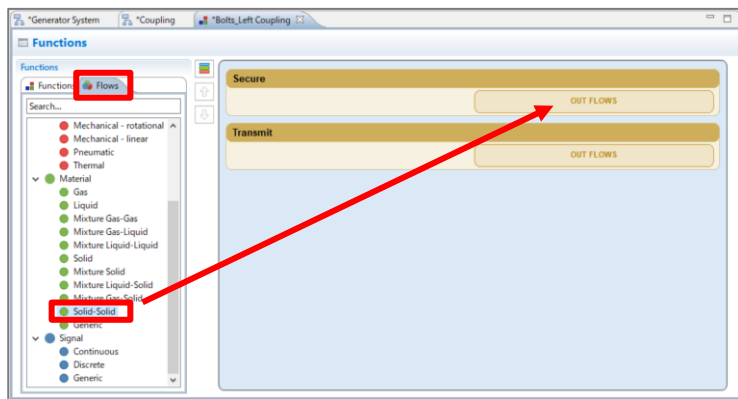 *Generator System
*Coupling
*Bolts_Left Coupling
Functions
Functions
Function
Flows
Search...
Mechanical - rotational
Mechanical - linear
Pneumatic
Thermal
Material
Gas
Liquid
Mixture Gas-Gas
Mixture Gas-Liquid
Mixture Liquid-Liquid
Solid
Mixture Solid
Mixture Liquid-Solid
Mixture Gas-Solid
Solid-Solid
Generic
Signal
Continuous
Discrete
Generic
Secure
OUT FLOWS
Transmit
OUT FLOWS